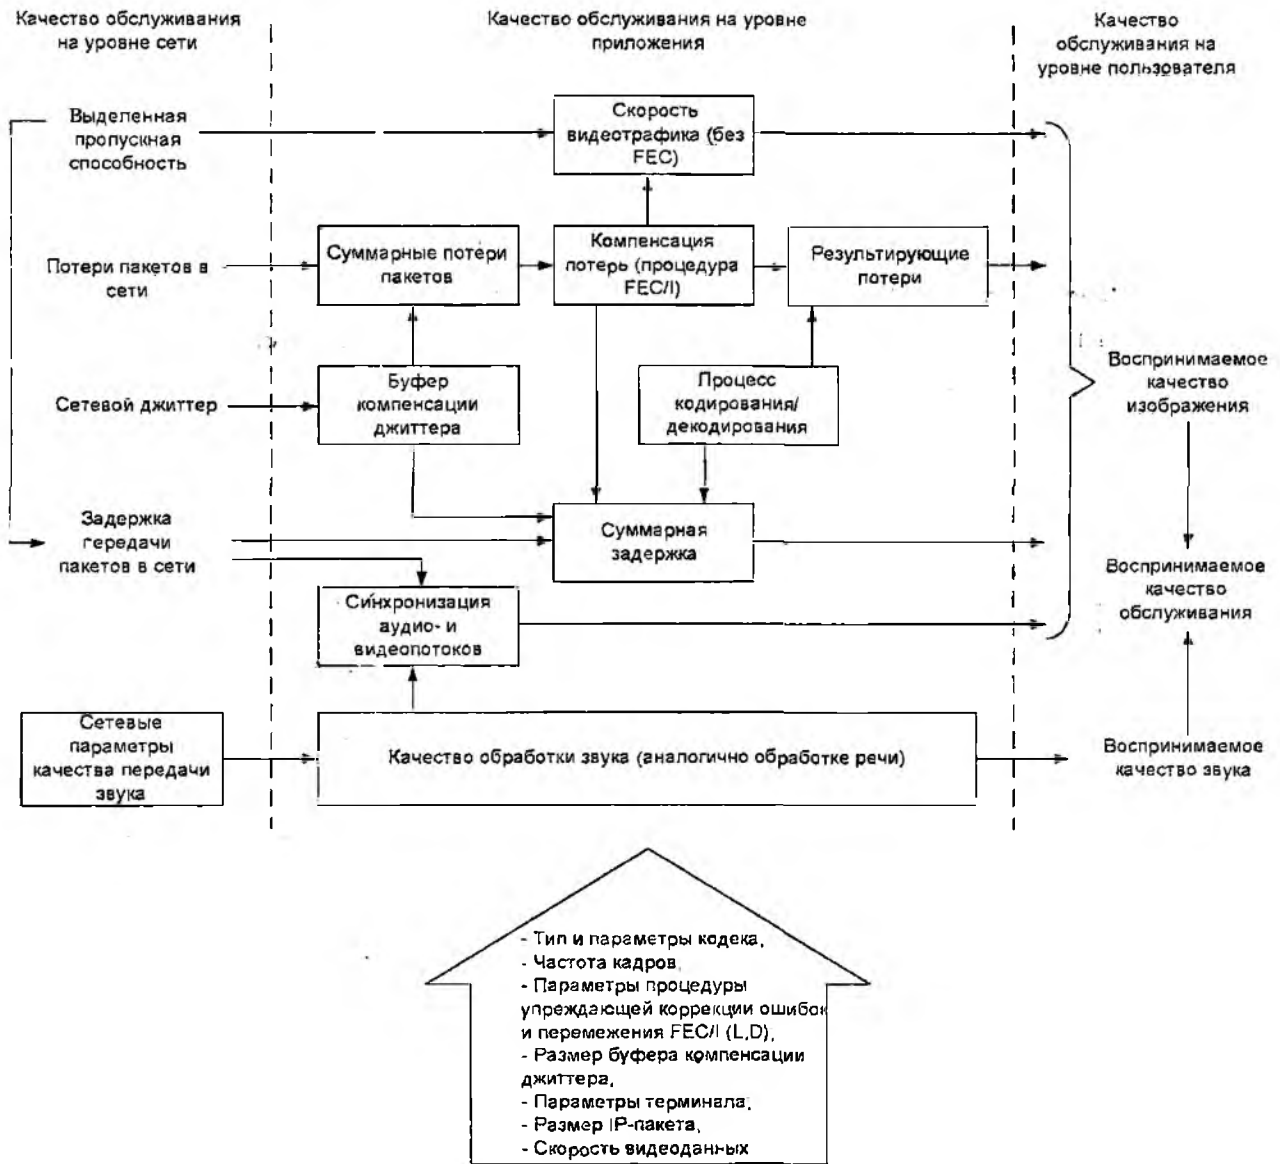 Качество обслуживания
на уровне сети
Качество обслуживания на уровне
приложения
Качество
обслуживания на
уровне пользователя
Выделенная
пропускная
способность
Скорость
видеотрафика (без
FEC)
Потери пакетов в
сети
Суммарные потери
пакетов
Компенсация
потерь (процедура
FEC/I)
Результирующие
потери
Сетевой джиттер
Буфер
компенсации
джиттера
Процесс
кодирования/
декодирования
Воспринимаемое
качество
изображения
Задержка
гередачи
пакетов в сети
Суммарная
задержка
Воспринимаемое
качество
обслуживания
Синхронизация
аудио- и
видеопотоков
Сетевые
параметры
качества передачи
звука
Качество обработки звука (аналогично обработке речи)
Воспринимаемое
качество звука
- Тип и параметры кодека,
- Частота кадров,
- Параметры процедуры
упреждающей коррекции ошибок
и перемежения FEC/I (L,D),
- Размер буфера компенсации
джиттера,
- Параметры терминала,
- Размер IP-пакета,
- Скорость видеоданных